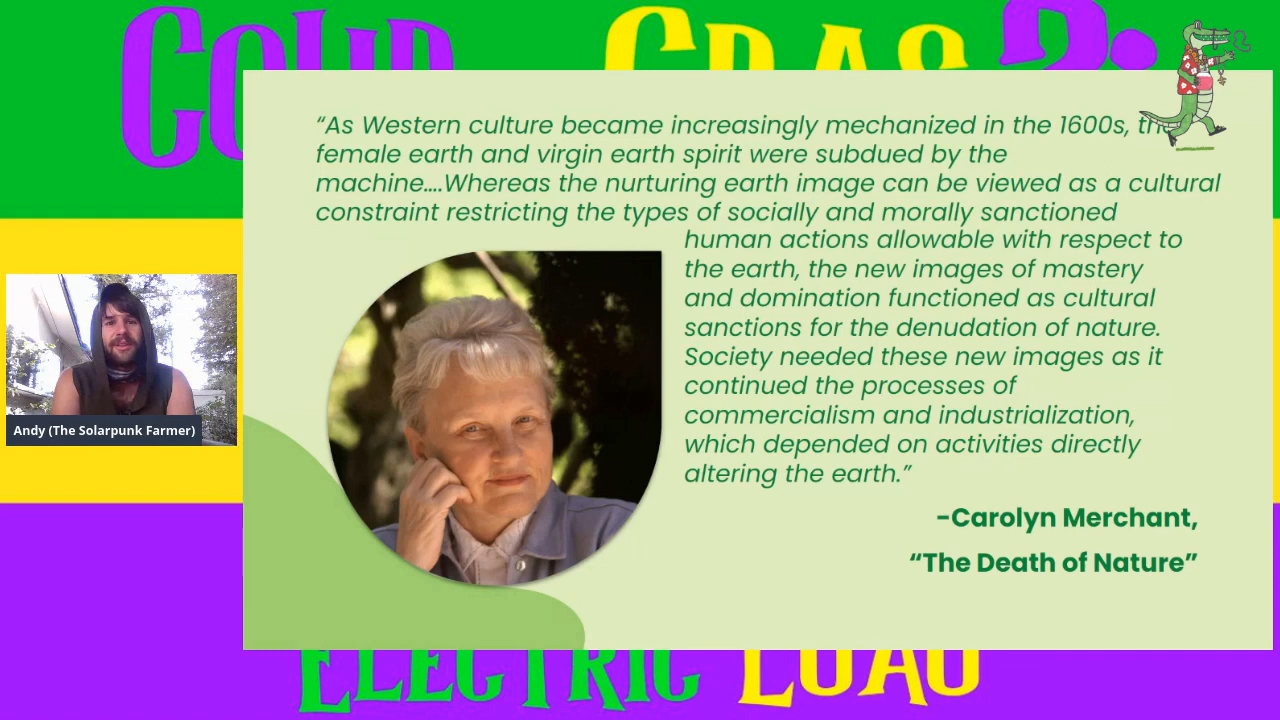 “As Western culture became increasingly mechanized in the 1600s,
female earth and virgin earth spirit were subdued by the
machine....Whereas the nurturing earth image can be viewed as a cultural
constraint restricting the types of socially and morally sanctioned
human actions allowable with respect to
the earth, the new images of mastery
and domination functioned as cultural
sanctions for the denudation of nature.
Society needed these new images as it
continued the processes of
commercialism and industrialization,
which depended on activities directly
altering the earth.”
-Carolyn Merchant,
“The Death of Nature”
Andy (The Solarpunk Farmer)
ELECTRIC LUAU